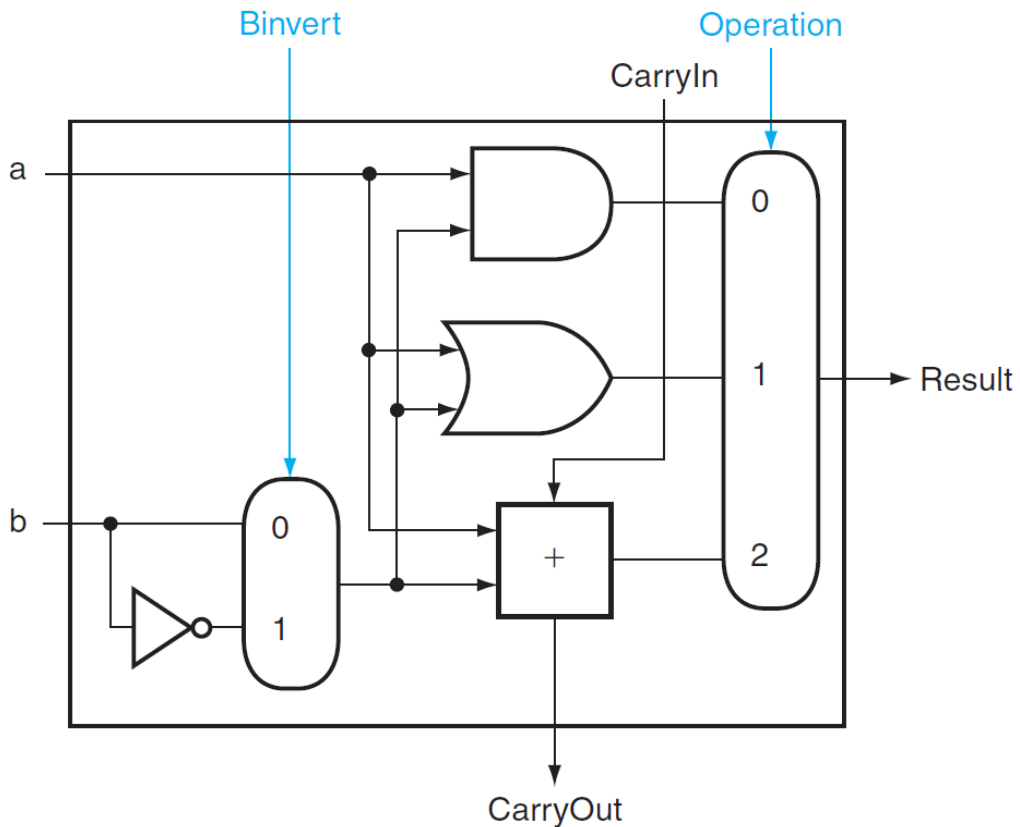 Binvert
Operation
CarryIn
a
0
1
Result
b
0
+
2
1
CarryOut